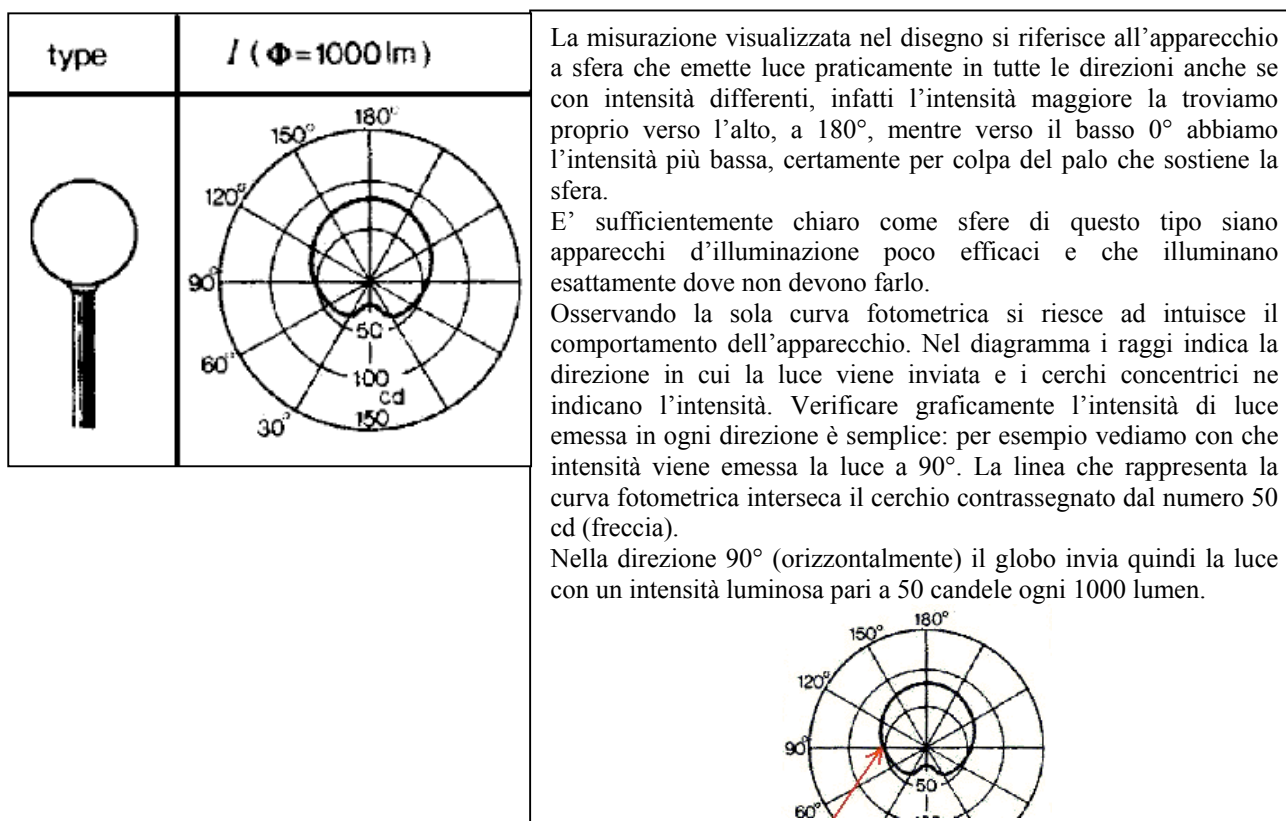 type
I ( Φ = 1000 lm )
180°
150°
120°
90°
60°
30°
50
100
cd
150
La misurazione visualizzata nel disegno si riferisce all’apparecchio
a sfera che emette luce praticamente in tutte le direzioni anche se
con intensità differenti, infatti l’intensità maggiore la troviamo
proprio verso l’alto, a 180°, mentre verso il basso 0° abbiamo
l’intensità più bassa, certamente per colpa del palo che sostiene la
sfera.
E’ sufficientemente chiaro come sfere di questo tipo siano
apparecchi d’illuminazione poco efficaci e che illuminano
esattamente dove non devono farlo.
Osservando la sola curva fotometrica si riesce ad intuisce il
comportamento dell’apparecchio. Nel diagramma i raggi indica la
direzione in cui la luce viene inviata e i cerchi concentrici ne
indicano l’intensità. Verificare graficamente l’intensità di luce
emessa in ogni direzione è semplice: per esempio vediamo con che
intensità viene emessa la luce a 90°. La linea che rappresenta la
curva fotometrica interseca il cerchio contrassegnato dal numero 50
cd (freccia).
Nella direzione 90° (orizzontalmente) il globo invia quindi la luce
con un intensità luminosa pari a 50 candele ogni 1000 lumen.
180°
150°
120°
90°
50
60°